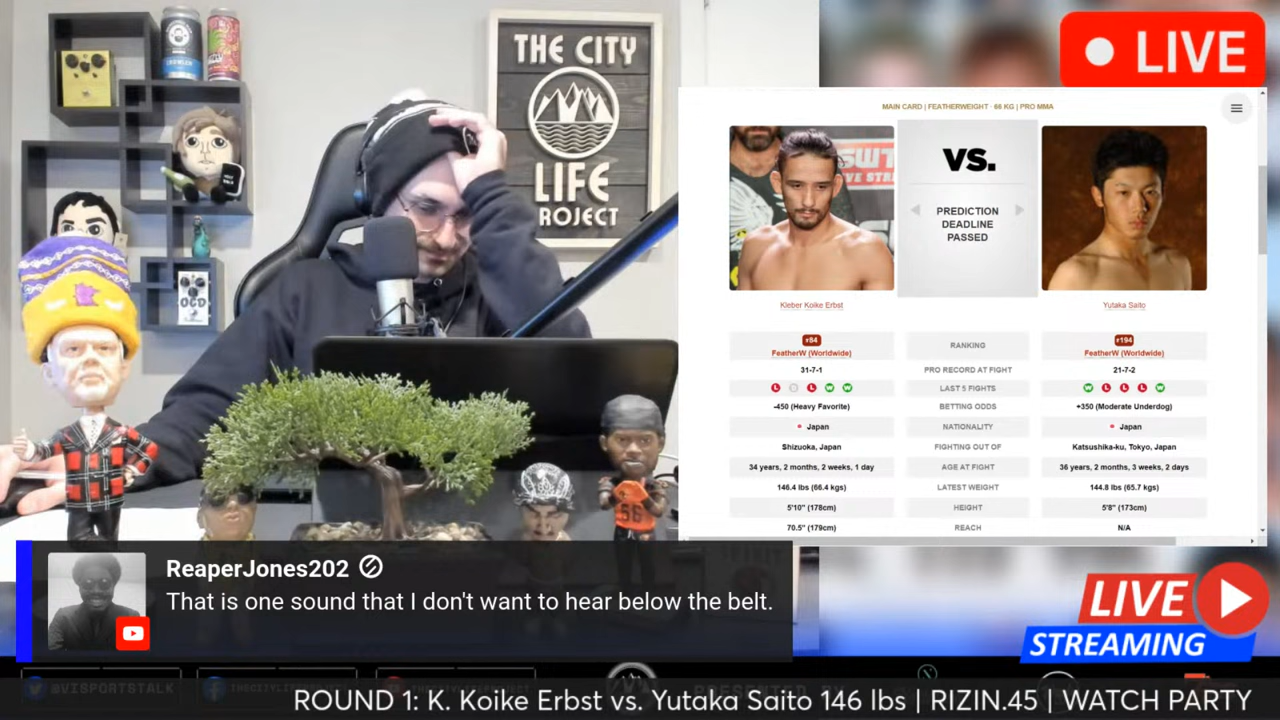 THE CITY
LIFE
PROJECT
OCD
56
LIVE
MAIN CARD | FEATHERWEIGHT · 66 KG | PRO MMA
VS.
PREDICTION
DEADLINE
PASSED
Kleber Koike Erbst
Yutaka Saito
#84
FeatherW (Worldwide)
RANKING
#194
FeatherW (Worldwide)
31-7-1
PRO RECORD AT FIGHT
21-7-2
L D L W W
LAST 5 FIGHTS
W L L L W
-450 (Heavy Favorite)
BETTING ODDS
+350 (Moderate Underdog)
Japan
NATIONALITY
Japan
Shizuoka, Japan
FIGHTING OUT OF
Katsushika-ku, Tokyo, Japan
34 years, 2 months, 2 weeks, 1 day
AGE AT FIGHT
36 years, 2 months, 3 weeks, 2 days
146.4 lbs (66.4 kgs)
LATEST WEIGHT
144.8 lbs (65.7 kgs)
5'10" (178cm)
HEIGHT
5'8" (173cm)
70.5" (179cm)
REACH
N/A
ReaperJones202
That is one sound that I don't want to hear below the belt.
LIVE
STREAMING
@VISPORTSTALK
ROUND 1: K. Koike Erbst vs. Yutaka Saito 146 lbs | RIZIN.45 | WATCH PARTY